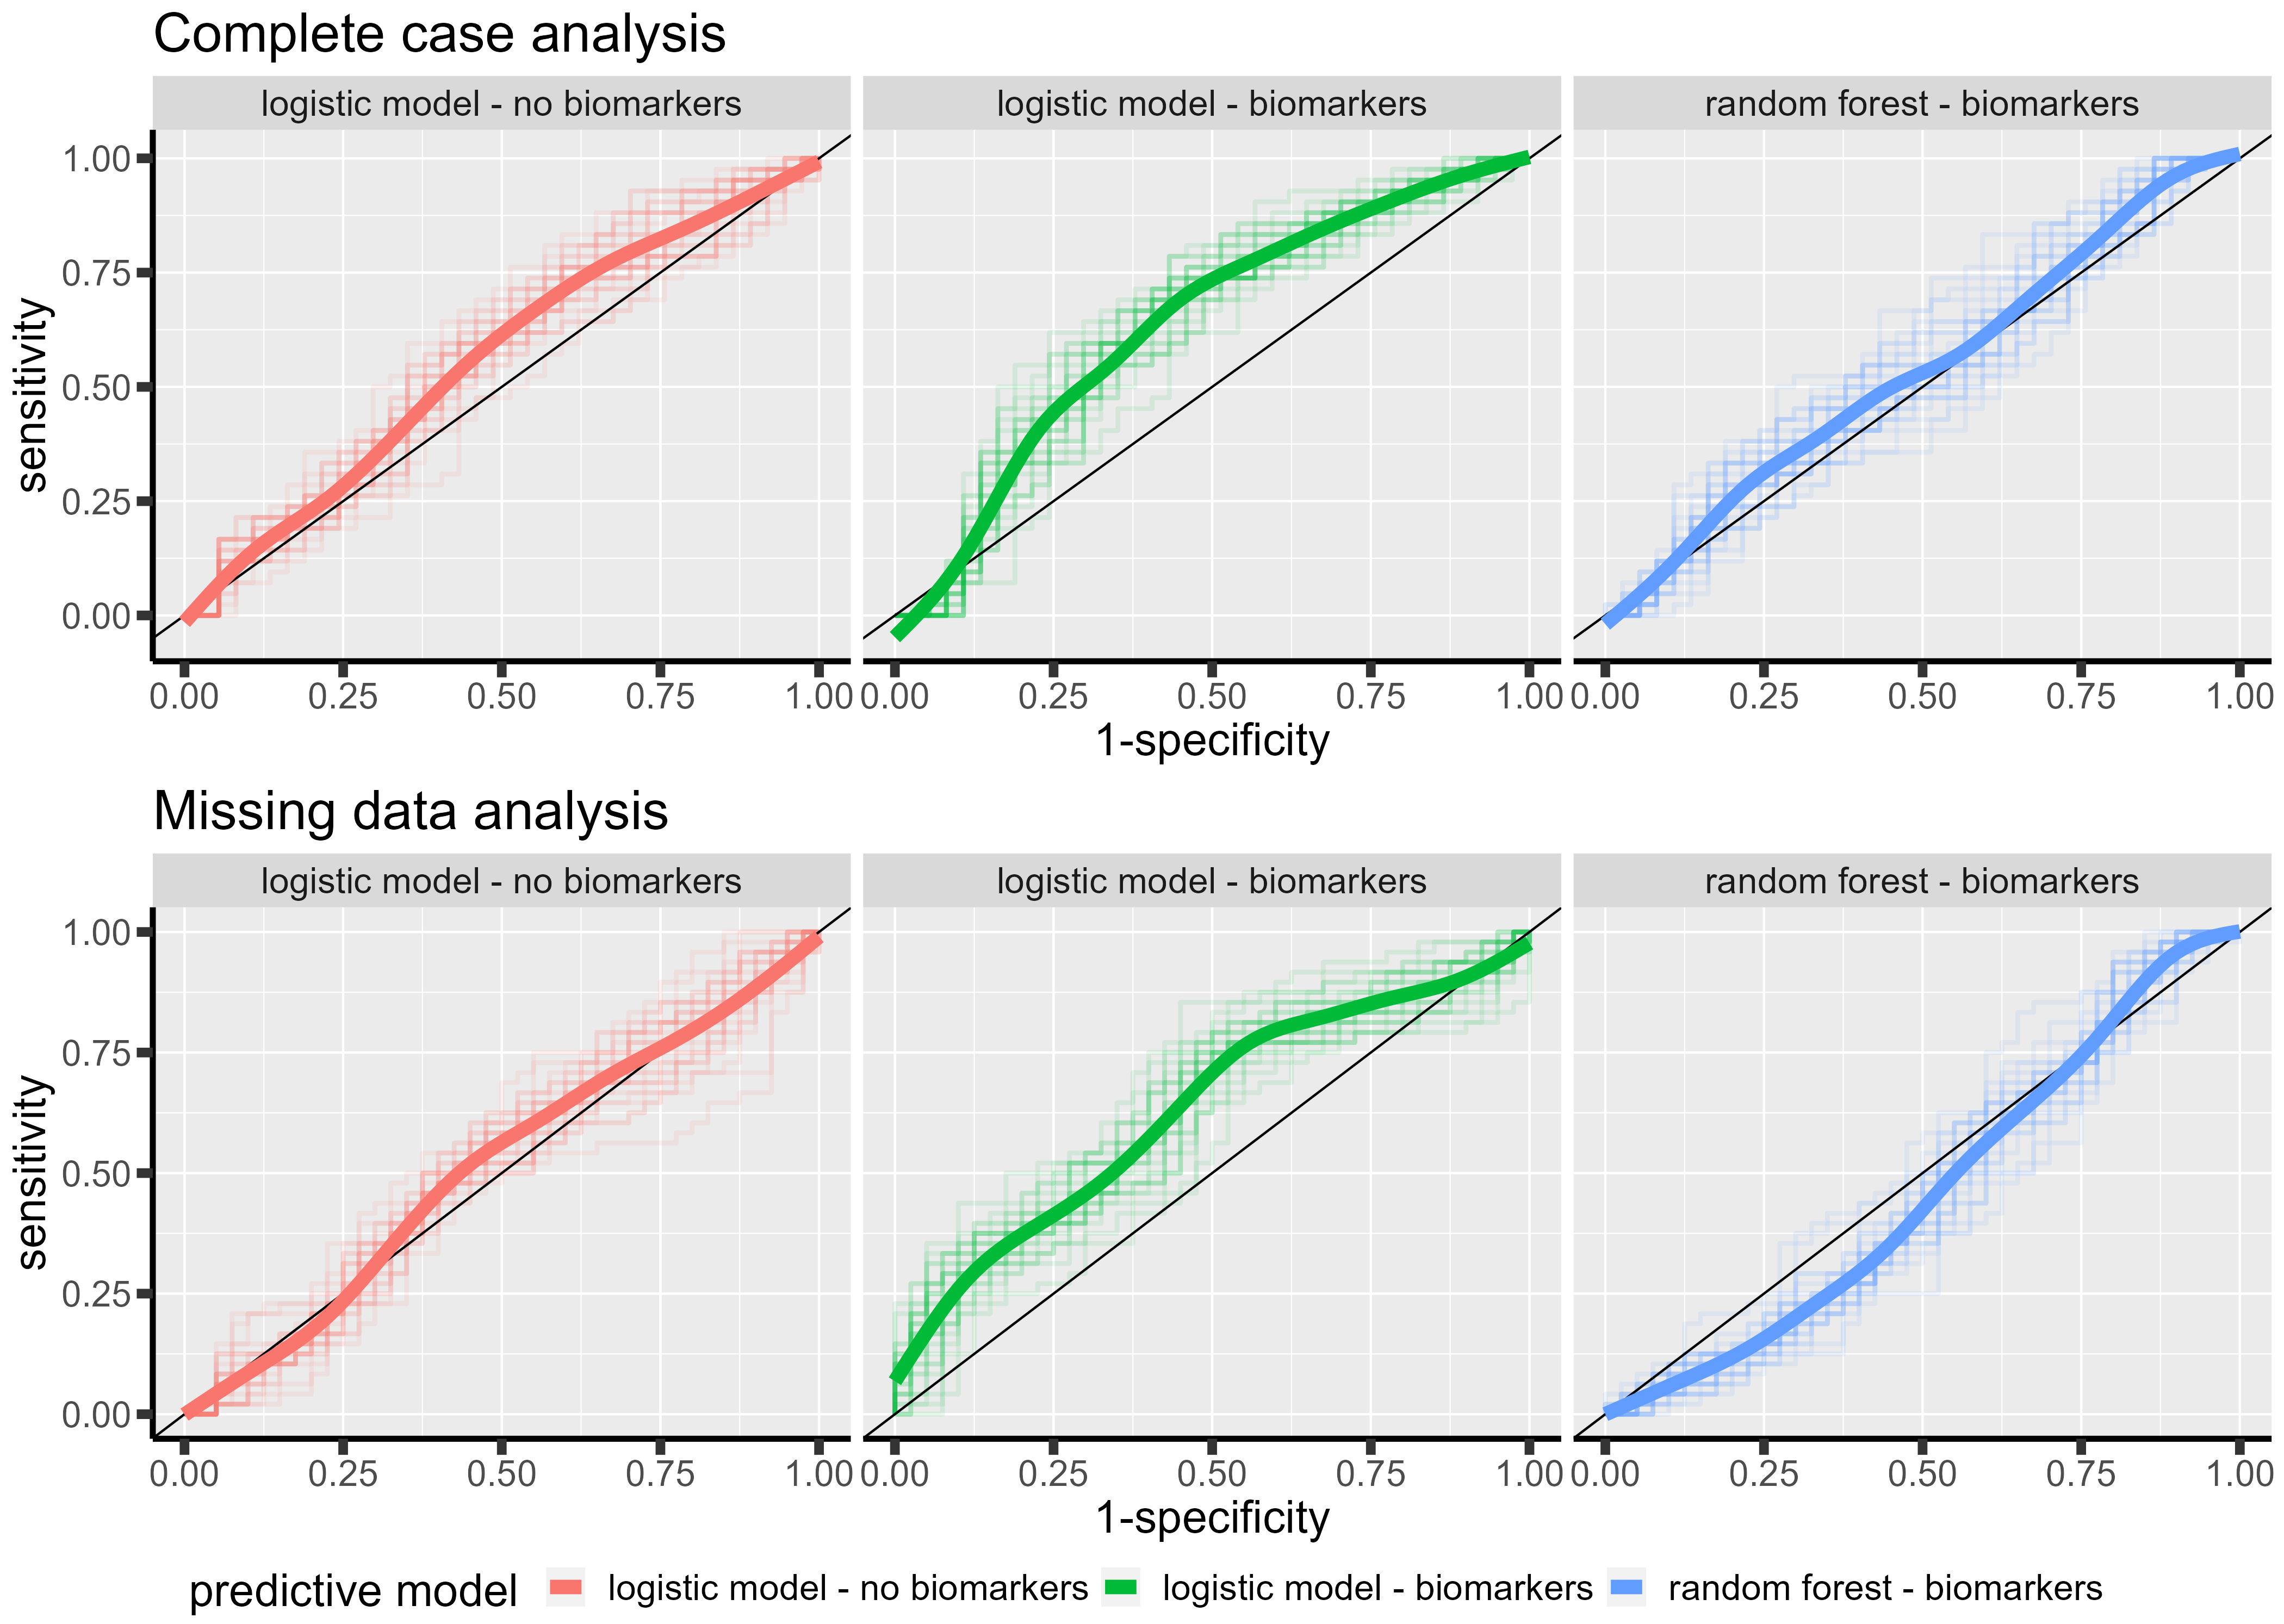 Complete case analysis
logistic model - no biomarkers
logistic model - biomarkers
random forest - biomarkers
sensitivity
1.00
0.75
0.50
0.25
0.00
0.00 0.25 0.50 0.75 1.00
0.00 0.25 0.50 0.75 1.00
0.00 0.25 0.50 0.75 1.00
1-specificity
Missing data analysis
logistic model - no biomarkers
logistic model - biomarkers
random forest - biomarkers
sensitivity
1.00
0.75
0.50
0.25
0.00
0.00 0.25 0.50 0.75 1.00
0.00 0.25 0.50 0.75 1.00
0.00 0.25 0.50 0.75 1.00
1-specificity
predictive model logistic model - no biomarkers logistic model - biomarkers random forest - biomarkers